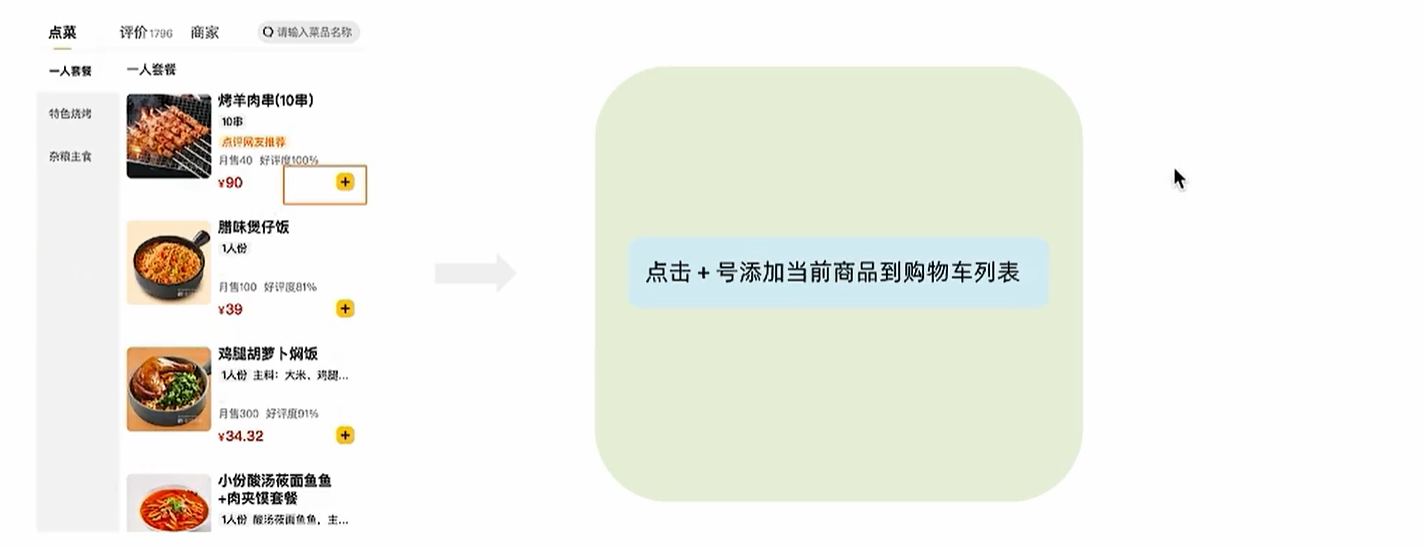 点菜
评价1796
商家
请输入菜品名称
一人套餐
特色烧烤
杂粮主食
一人套餐
烤羊肉串(10串)
10串
点评网友推荐
月售40 好评度100%
¥90
+
腊味煲仔饭
1人份
月售100 好评度81%
¥39
+
鸡腿胡萝卜焖饭
1人份 主料：大米、鸡腿...
月售300 好评度91%
¥34.32
+
小份酸汤莜面鱼鱼
+肉夹馍套餐
1人份 酸汤莜面鱼鱼，主...
点击 + 号添加当前商品到购物车列表